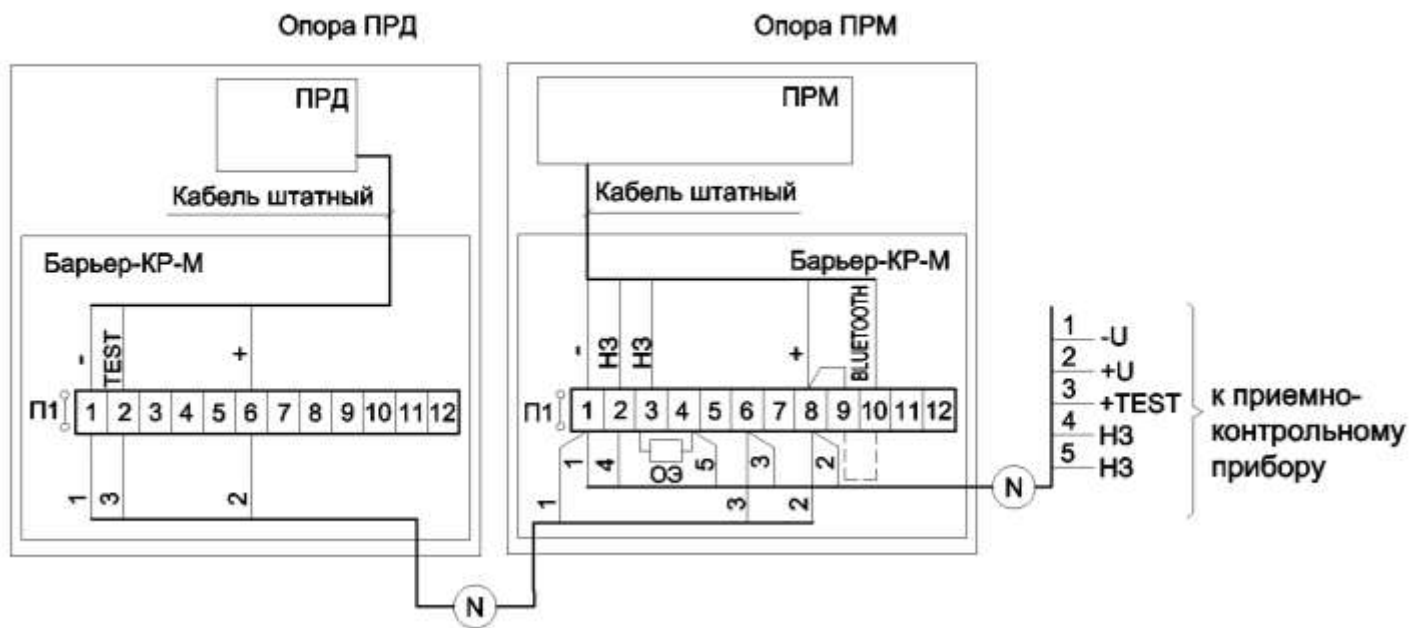 Опора ПРД
Опора ПРМ
ПРД
ПРМ
Кабель штатный
Кабель штатный
Барьер-КР-М
Барьер-КР-М
-
TEST
+
-
НЗ
НЗ
+
BLUETOOTH
П1
1 2 3 4 5 6 7 8 9 10 11 12
П1
1 2 3 4 5 6 7 8 9 10 11 12
1
3
2
1
4
ОЭ
5
3
2
1
3
2
N
N
1 -U
2 +U
3 +TEST
4 НЗ
5 НЗ
к приемно-
контрольному
прибору